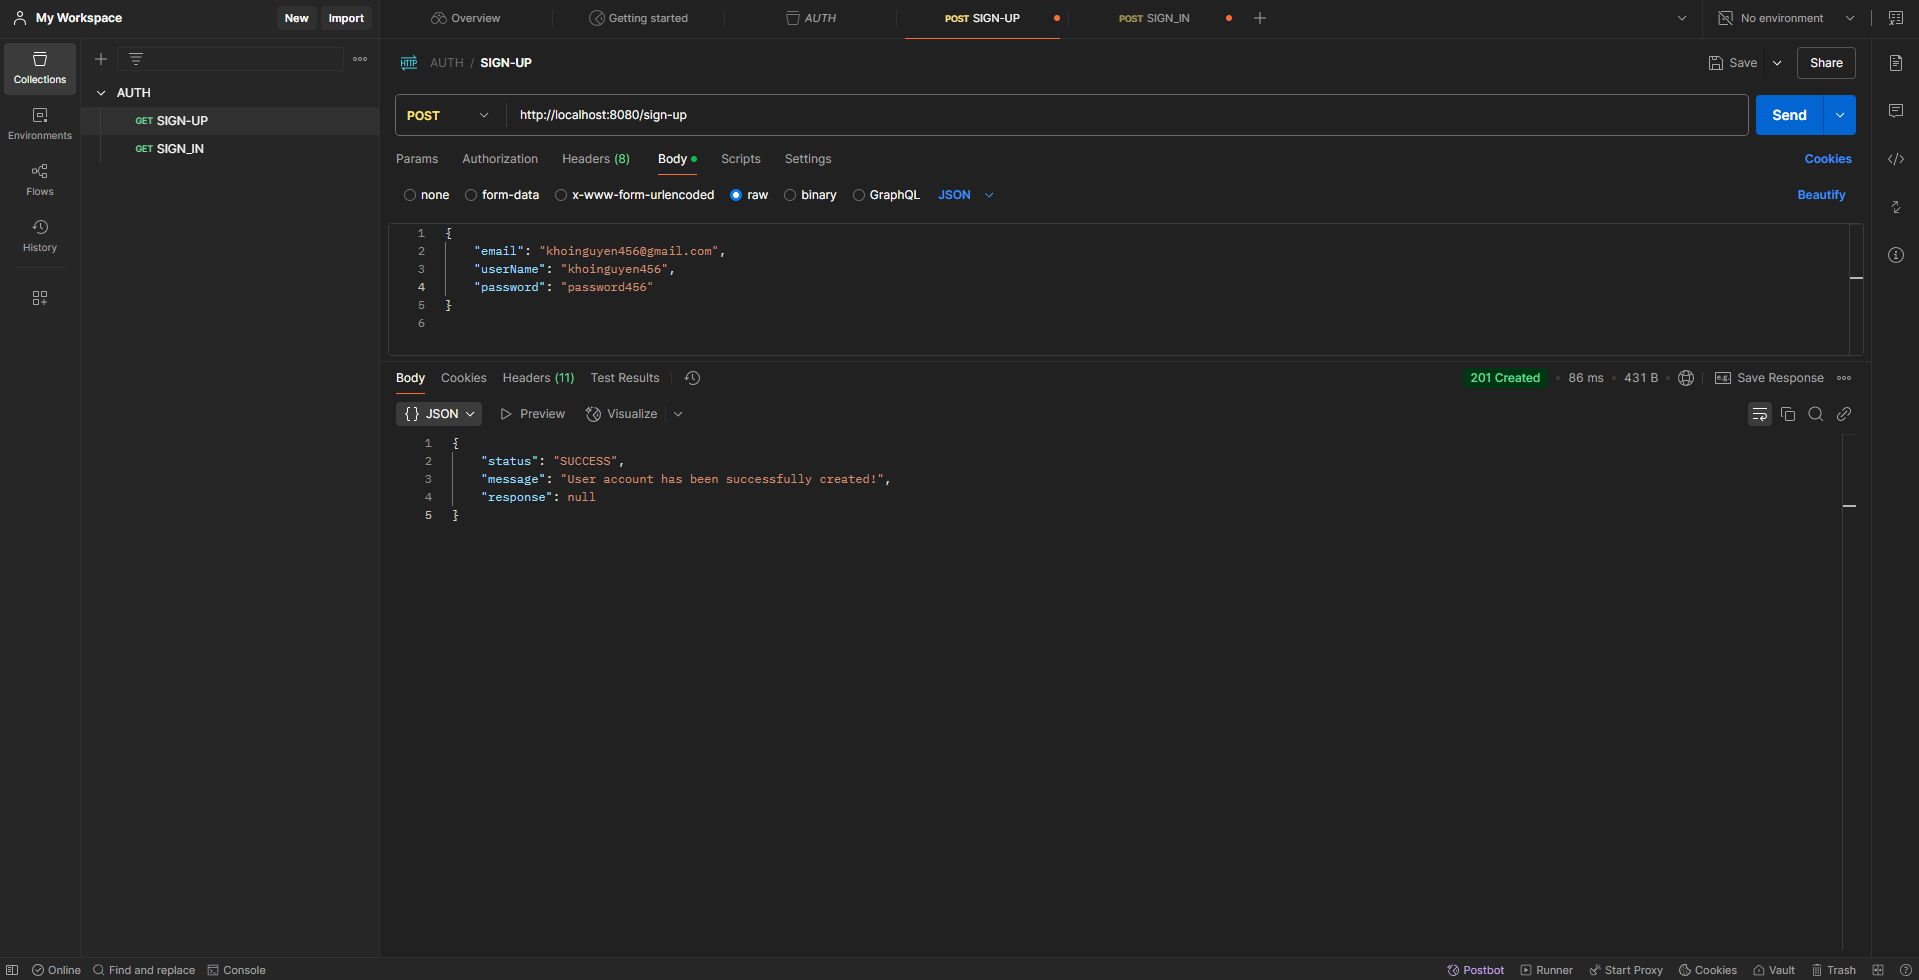 My Workspace
New
Import
Overview
Getting started
AUTH
POST SIGN-UP
POST SIGN_IN
No environment
Collections
Environments
Flows
History
AUTH
GET SIGN-UP
GET SIGN_IN
HTTP
AUTH / SIGN-UP
Save
Share
POST
http://localhost:8080/sign-up
Send
Params
Authorization
Headers (8)
Body
Scripts
Settings
Cookies
none
form-data
x-www-form-urlencoded
raw
binary
GraphQL
JSON
Beautify
1 {
2 "email": "khoinguyen456@gmail.com",
3 "userName": "khoinguyen456",
4 "password": "password456"
5 }
6
Body
Cookies
Headers (11)
Test Results
201 Created
86 ms
431 B
e.g.
Save Response
{} JSON
Preview
Visualize
1 {
2 "status": "SUCCESS",
3 "message": "User account has been successfully created!",
4 "response": null
5 }
Online
Find and replace
Console
Postbot
Runner
Start Proxy
Cookies
Vault
Trash